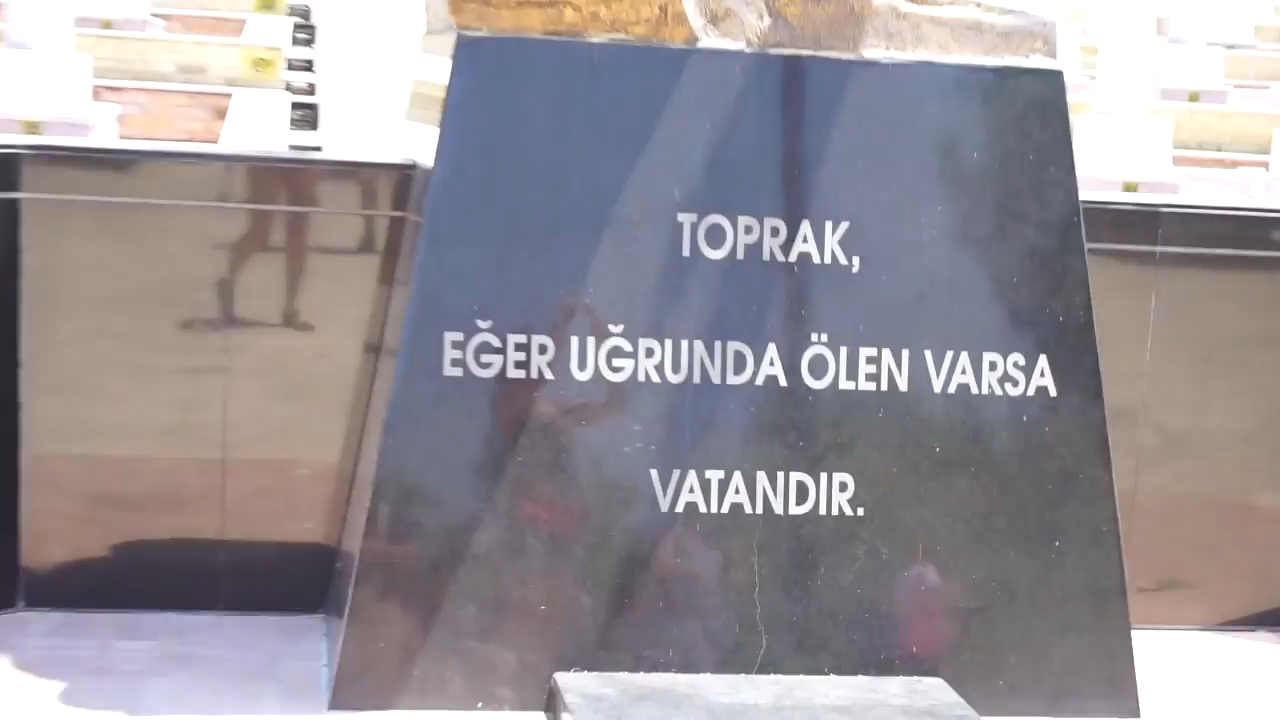 TOPRAK,
EĞER UĞRUNDA ÖLEN VARSA
VATANDIR.